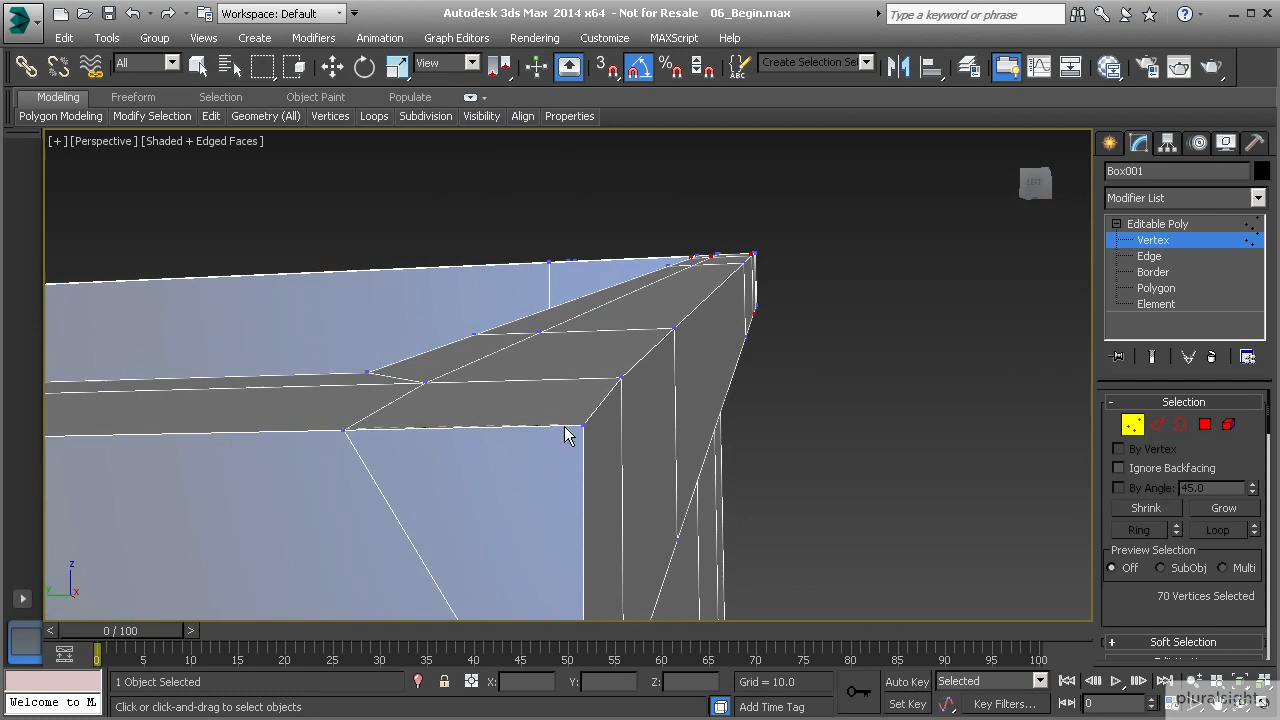 Workspace: Default
Autodesk 3ds Max 2014 x64 - Not for Resale 06_Begin.max
Type a keyword or phrase
Edit Tools Group Views Create Modifiers Animation Graph Editors Rendering Customize MAXScript Help
All
View
3
Create Selection Se
Modeling Freeform Selection Object Paint Populate
Polygon Modeling Modify Selection Edit Geometry (All) Vertices Loops Subdivision Visibility Align Properties
[+] [Perspective] [Shaded + Edged Faces]
LEFT
Box001
Modifier List
Editable Poly
Vertex
Edge
Border
Polygon
Element
- Selection
By Vertex
Ignore Backfacing
By Angle: 45.0
Shrink Grow
Ring Loop
Preview Selection
Off SubObj Multi
70 Vertices Selected
+ Soft Selection
z
y x
< 0 / 100 >
0 5 10 15 20 25 30 35 40 45 50 55 60 65 70 75 80 85 90 95 100
1 Object Selected X: Y: Z: Grid = 10.0 Auto Key Selected
Welcome to M Click or click-and-drag to select objects Add Time Tag Set Key Key Filters... 0
pluralsight